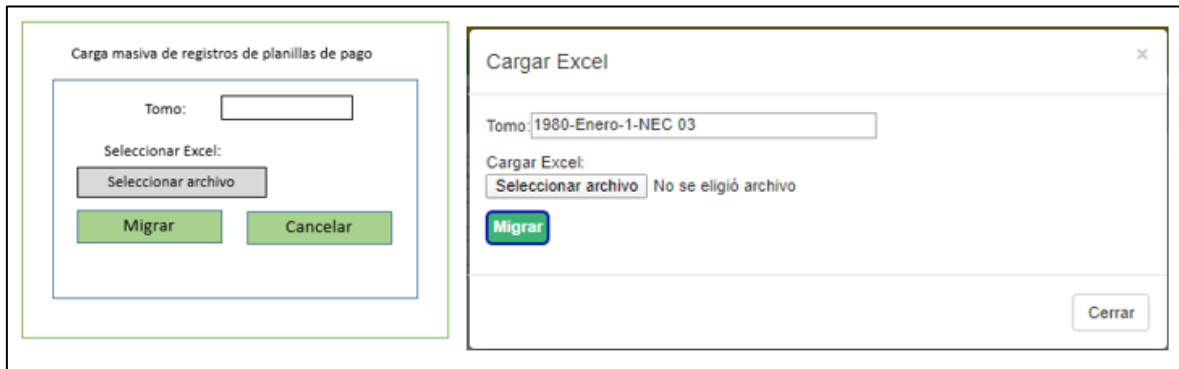 Carga masiva de registros de planillas de pago
Tomo:
Seleccionar Excel:
Seleccionar archivo
Migrar Cancelar
Cargar Excel ×
Tomo: 1980-Enero-1-NEC 03
Cargar Excel:
Seleccionar archivo No se eligió archivo
Migrar
Cerrar